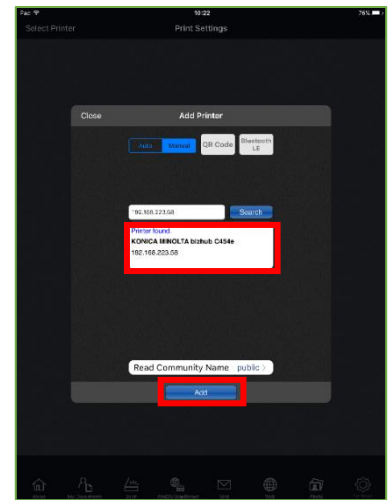 Pac 10:22 76%
Select Printer Print Settings
Close Add Printer
Auto Manual QR Code Bluetooth LE
192.168.223.58 Search
Printer found
KONICA MINOLTA bizhub C454e
192.168.223.58
Read Community Name public >
Add